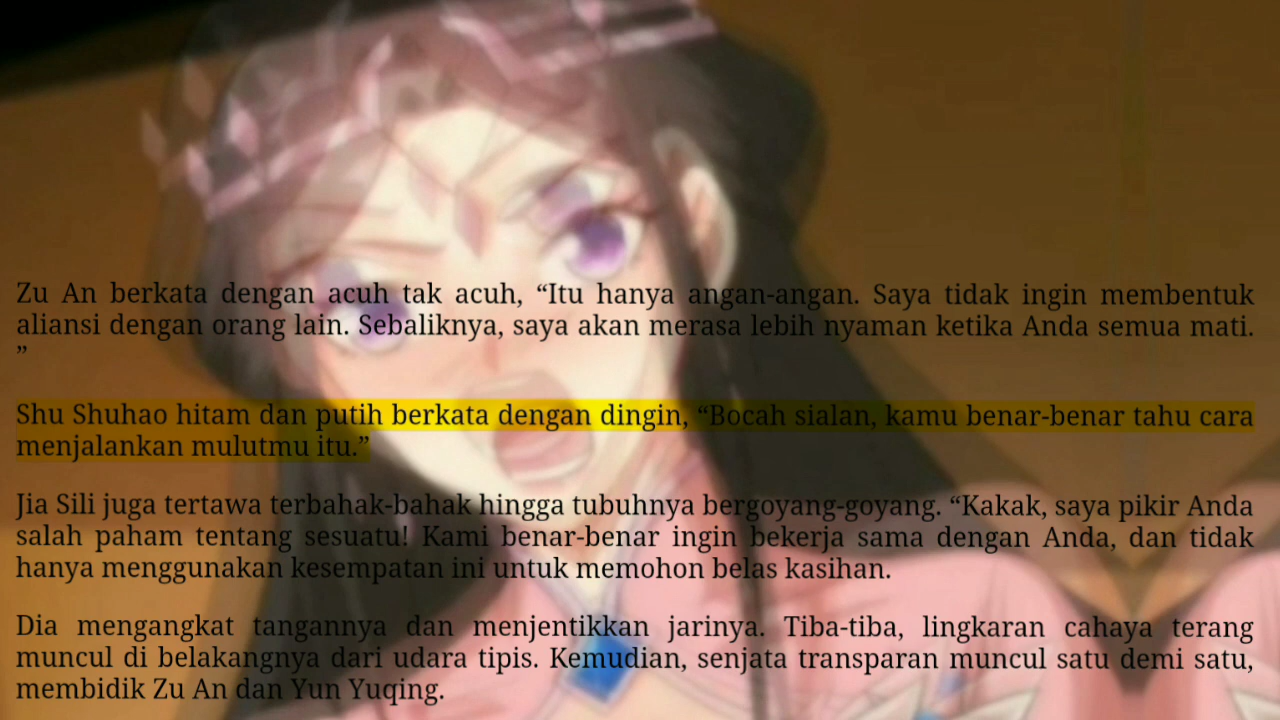 Zu An berkata dengan acuh tak acuh, “Itu hanya angan-angan. Saya tidak ingin membentuk
aliansi dengan orang lain. Sebaliknya, saya akan merasa lebih nyaman ketika Anda semua mati.
”
Shu Shuhao hitam dan putih berkata dengan dingin, “Bocah sialan, kamu benar-benar tahu cara
menjalankan mulutmu itu.”
Jia Sili juga tertawa terbahak-bahak hingga tubuhnya bergoyang-goyang. “Kakak, saya pikir Anda
salah paham tentang sesuatu! Kami benar-benar ingin bekerja sama dengan Anda, dan tidak
hanya menggunakan kesempatan ini untuk memohon belas kasihan.
Dia mengangkat tangannya dan menjentikkan jarinya. Tiba-tiba, lingkaran cahaya terang
muncul di belakangnya dari udara tipis. Kemudian, senjata transparan muncul satu demi satu,
membidik Zu An dan Yun Yuqing.